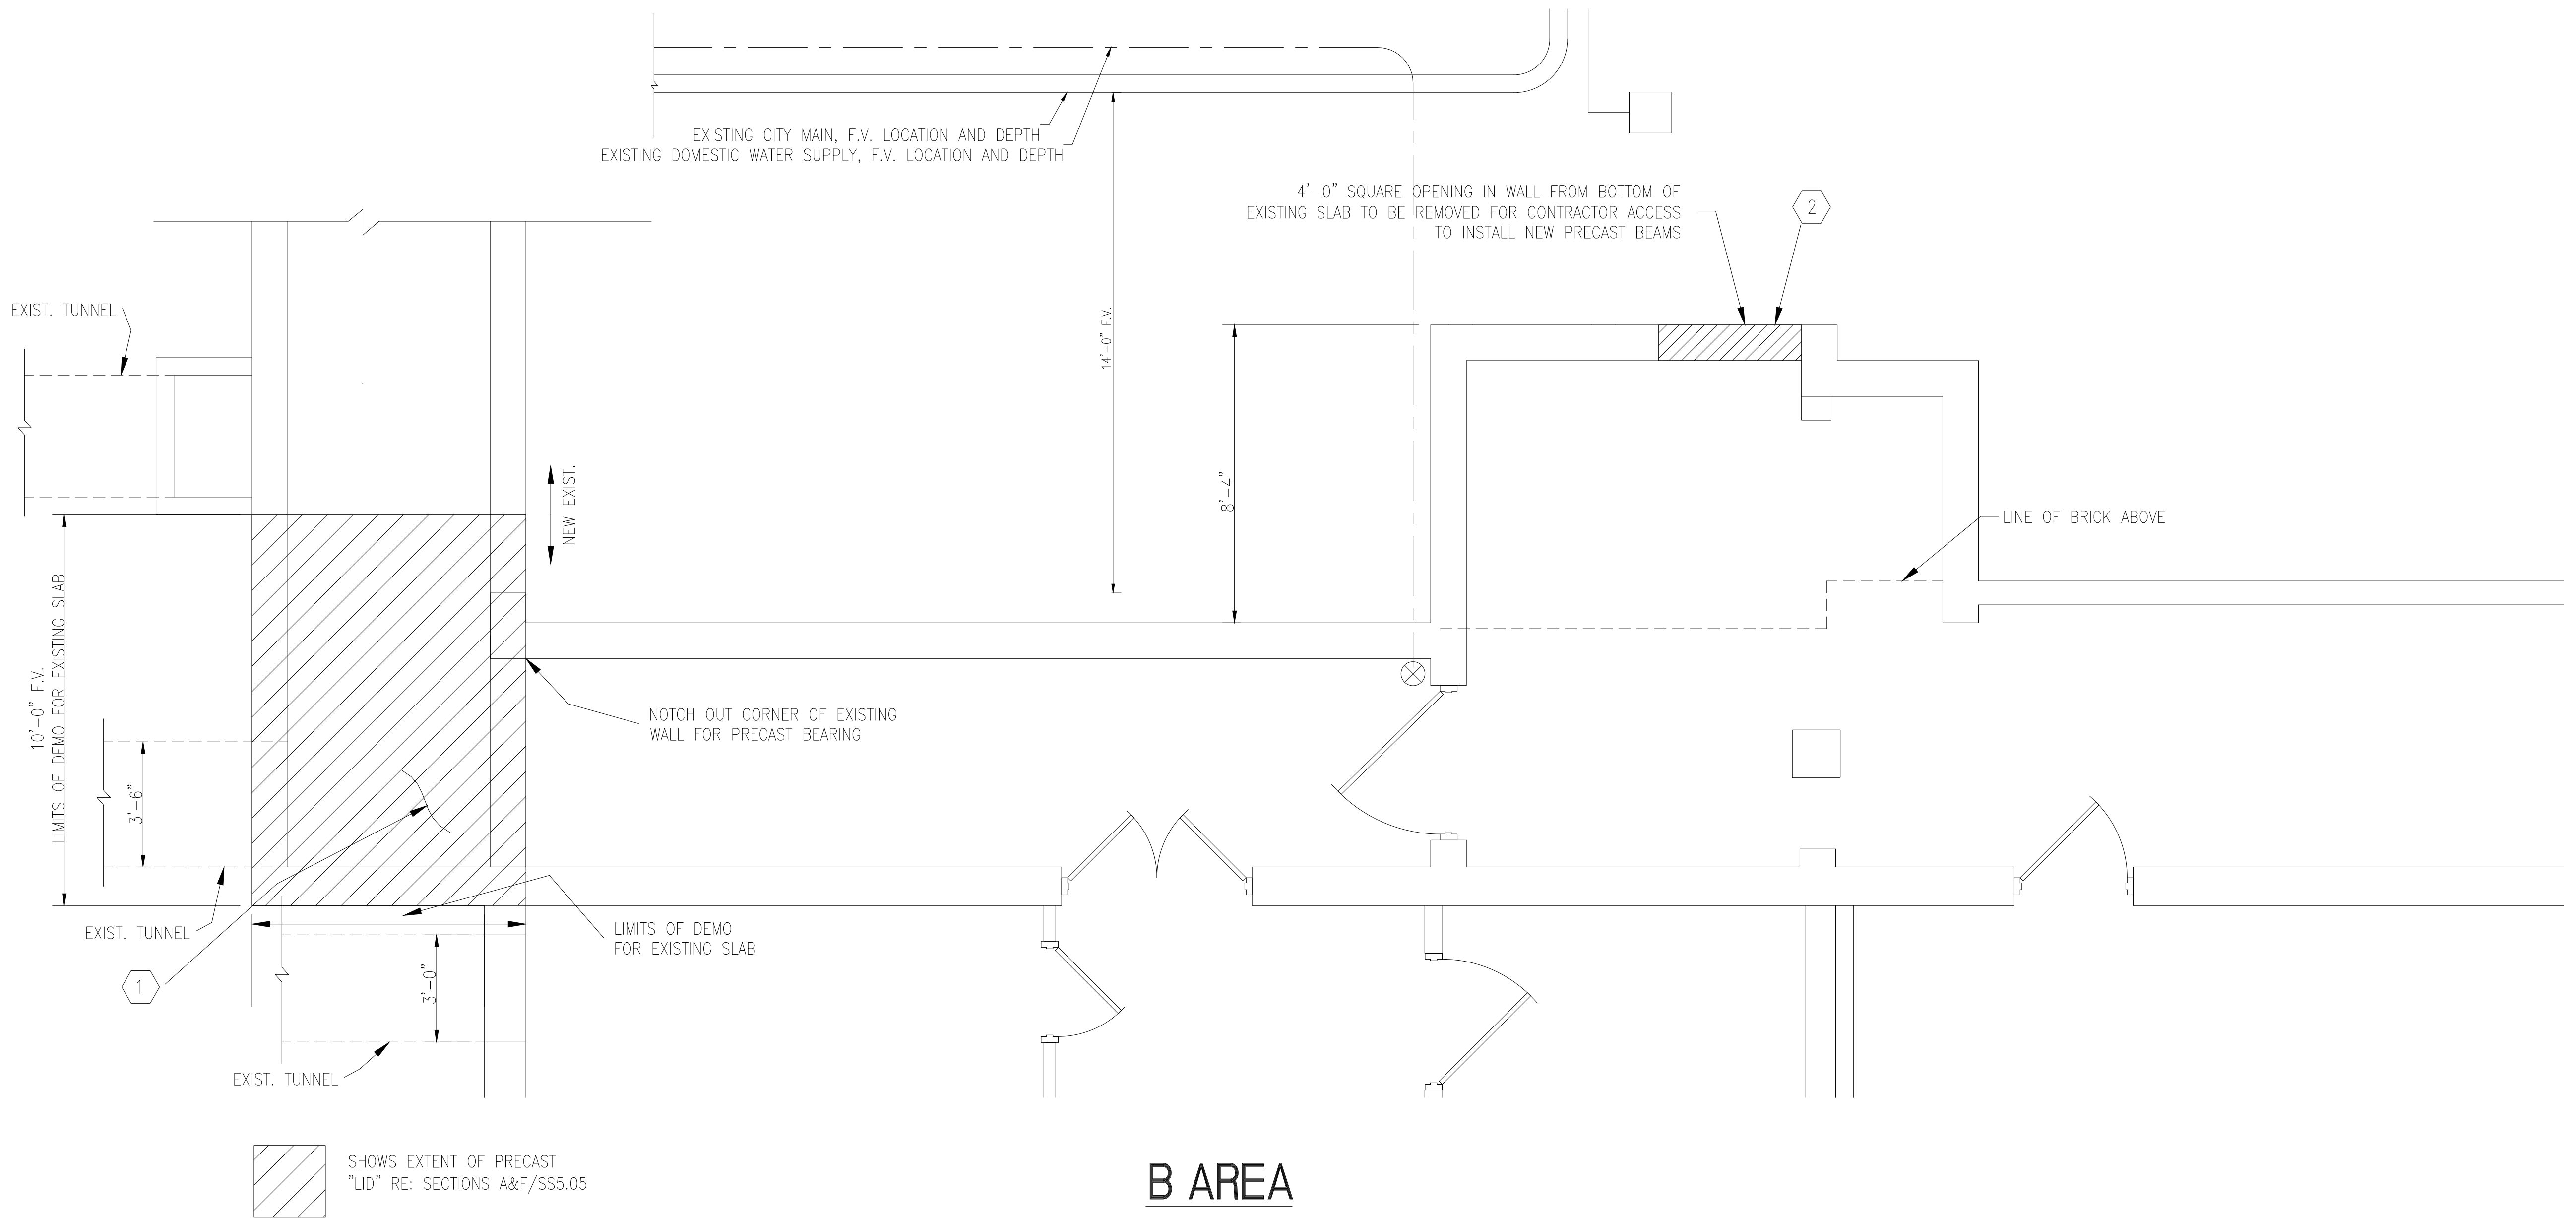 EXISTING CITY MAIN, F.V. LOCATION AND DEPTH
EXISTING DOMESTIC WATER SUPPLY, F.V. LOCATION AND DEPTH
4'-0" SQUARE OPENING IN WALL FROM BOTTOM OF
EXISTING SLAB TO BE REMOVED FOR CONTRACTOR ACCESS
TO INSTALL NEW PRECAST BEAMS
2
EXIST. TUNNEL
14'-0" F.V.
8'-4"
NEW EXIST.
LINE OF BRICK ABOVE
10'-0" F.V.
LIMITS OF DEMO FOR EXISTING SLAB
3'-6"
NOTCH OUT CORNER OF EXISTING
WALL FOR PRECAST BEARING
EXIST. TUNNEL
LIMITS OF DEMO
FOR EXISTING SLAB
1
3'-0"
EXIST. TUNNEL
SHOWS EXTENT OF PRECAST
"LID" RE: SECTIONS A&F/SS5.05
B AREA